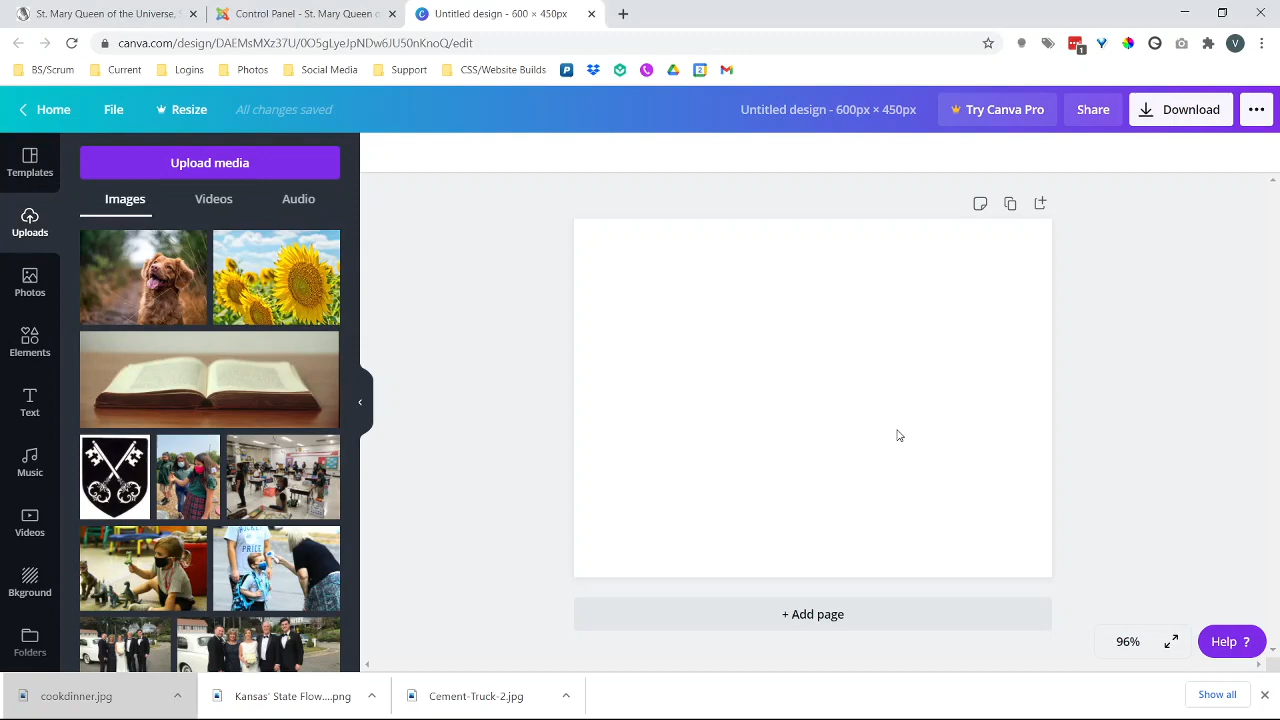 St. Mary Queen of the Universe, S
Control Panel - St. Mary Queen o
Untitled design - 600 × 450px
canva.com/design/DAEMsMXz37U/0O5gLyeJpNDw6JU50nKnoQ/edit
1
V
BS/Scrum
Current
Logins
Photos
Social Media
Support
CSS/Website Builds
Home
File
Resize
All changes saved
Untitled design - 600px × 450px
Try Canva Pro
Share
Download
Templates
Uploads
Photos
Elements
Text
Music
Videos
Bkground
Folders
Upload media
Images
Videos
Audio
+ Add page
96%
Help ?
cookdinner.jpg
Kansas' State Flow....png
Cement-Truck-2.jpg
Show all